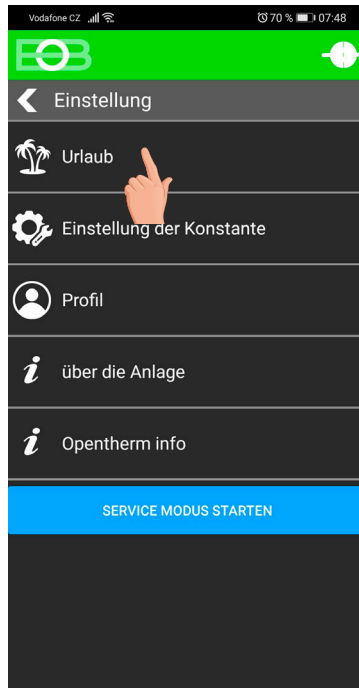 Vodafone CZ 70 % 07:48
EOB
Einstellung
Urlaub
Einstellung der Konstante
Profil
über die Anlage
Opentherm info
SERVICE MODUS STARTEN